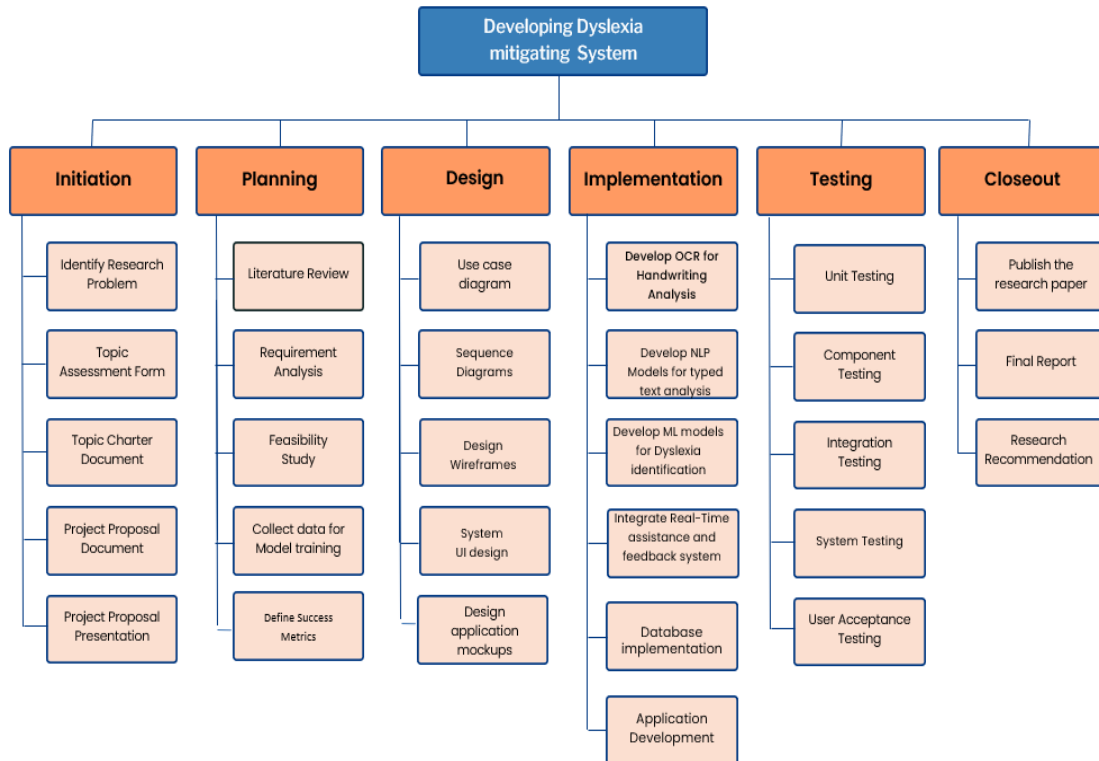 Developing Dyslexia
mitigating System
Initiation
Identify Research
Problem
Topic
Assessment Form
Topic Charter
Document
Project Proposal
Document
Project Proposal
Presentation
Planning
Literature Review
Requirement
Analysis
Feasibility
Study
Collect data for
Model training
Define Success
Metrics
Design
Use case
diagram
Sequence
Diagrams
Design
Wireframes
System
UI design
Design
application
mockups
Implementation
Develop OCR for
Handwriting
Analysis
Develop NLP
Models for typed
text analysis
Develop ML models
for Dyslexia
identification
Integrate Real-Time
assistance and
feedback system
Database
implementation
Application
Development
Testing
Unit Testing
Component
Testing
Integration
Testing
System Testing
User Acceptance
Testing
Closeout
Publish the
research paper
Final Report
Research
Recommendation